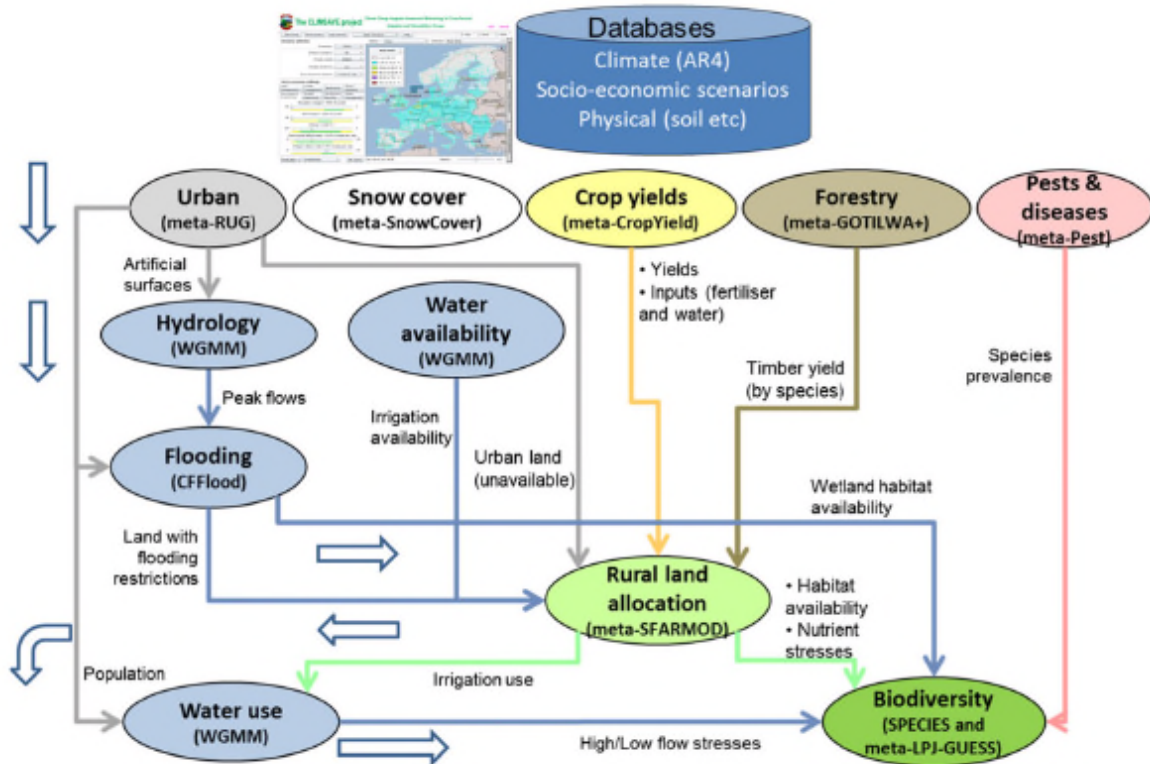 The CLIMSAVE project
Databases
Climate (AR4)
Socio-economic scenarios
Physical (soil etc)
Urban
(meta-RUG)
Snow cover
(meta-SnowCover)
Crop yields
(meta-CropYield)
Forestry
(meta-GOTILWA+)
Pests &
diseases
(meta-Pest)
Artificial
surfaces
• Yields
• Inputs (fertiliser
and water)
Hydrology
(WGMM)
Water
availability
(WGMM)
Species
prevalence
Timber yield
(by species)
Peak flows
Irrigation
availability
Flooding
(CFFlood)
Urban land
(unavailable)
Wetland habitat
availability
Land with
flooding
restrictions
Rural land
allocation
(meta-SFARMOD)
• Habitat
availability
• Nutrient
stresses
Population
Irrigation use
Water use
(WGMM)
Biodiversity
(SPECIES and
meta-LPJ-GUESS)
High/Low flow stresses